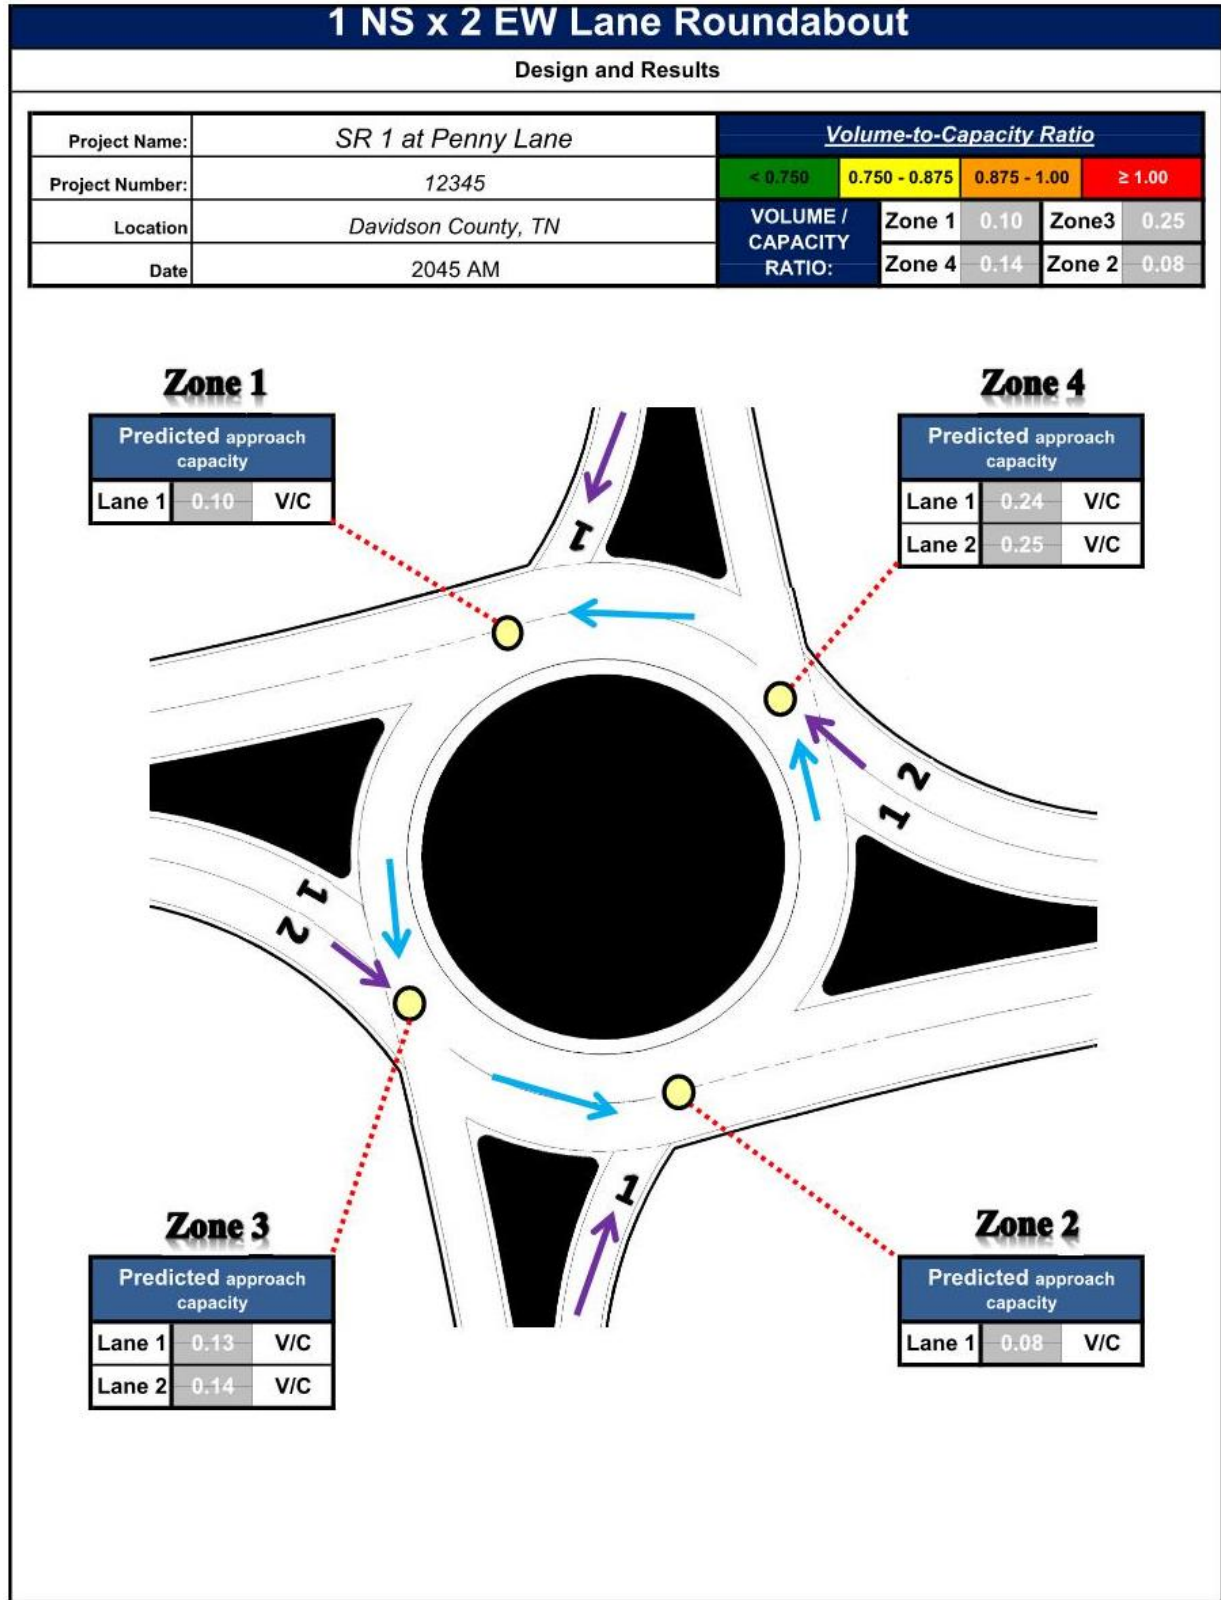 1 NS x 2 EW Lane Roundabout
Design and Results
Project Name: SR 1 at Penny Lane
Project Number: 12345
Location Davidson County, TN
Date 2045 AM
Volume-to-Capacity Ratio
< 0.750 0.750 - 0.875 0.875 - 1.00 ≥ 1.00
VOLUME / CAPACITY RATIO:
Zone 1 0.10 Zone3 0.25
Zone 4 0.14 Zone 2 0.08
Zone 1
Predicted approach
capacity
Lane 1 0.10 V/C
Zone 4
Predicted approach
capacity
Lane 1 0.24 V/C
Lane 2 0.25 V/C
1
2
1
1
2
1
Zone 3
Predicted approach
capacity
Lane 1 0.13 V/C
Lane 2 0.14 V/C
Zone 2
Predicted approach
capacity
Lane 1 0.08 V/C